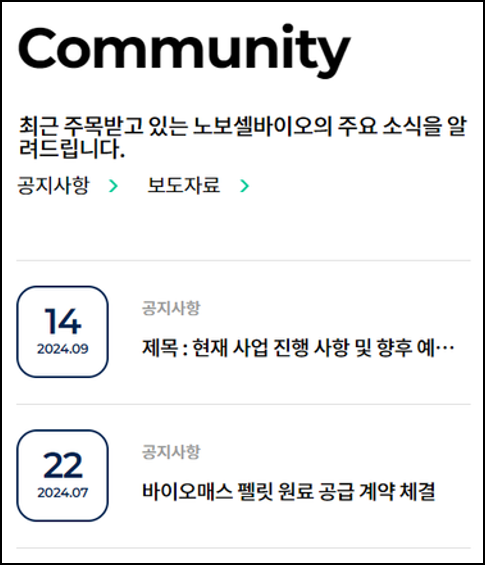 Community
최근 주목받고 있는 노보셀바이오의 주요 소식을 알
려드립니다.
공지사항 > 보도자료 >
14
2024.09
공지사항
제목 : 현재 사업 진행 사항 및 향후 예…
22
2024.07
공지사항
바이오매스 펠릿 원료 공급 계약 체결